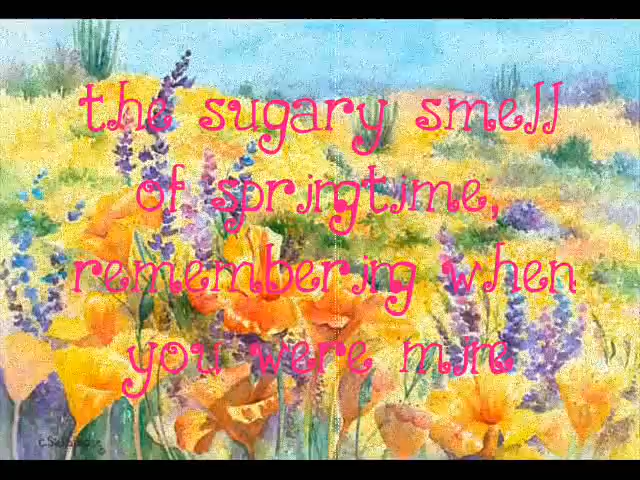 the sugary smell
of springtime,
remembering when
you were mine